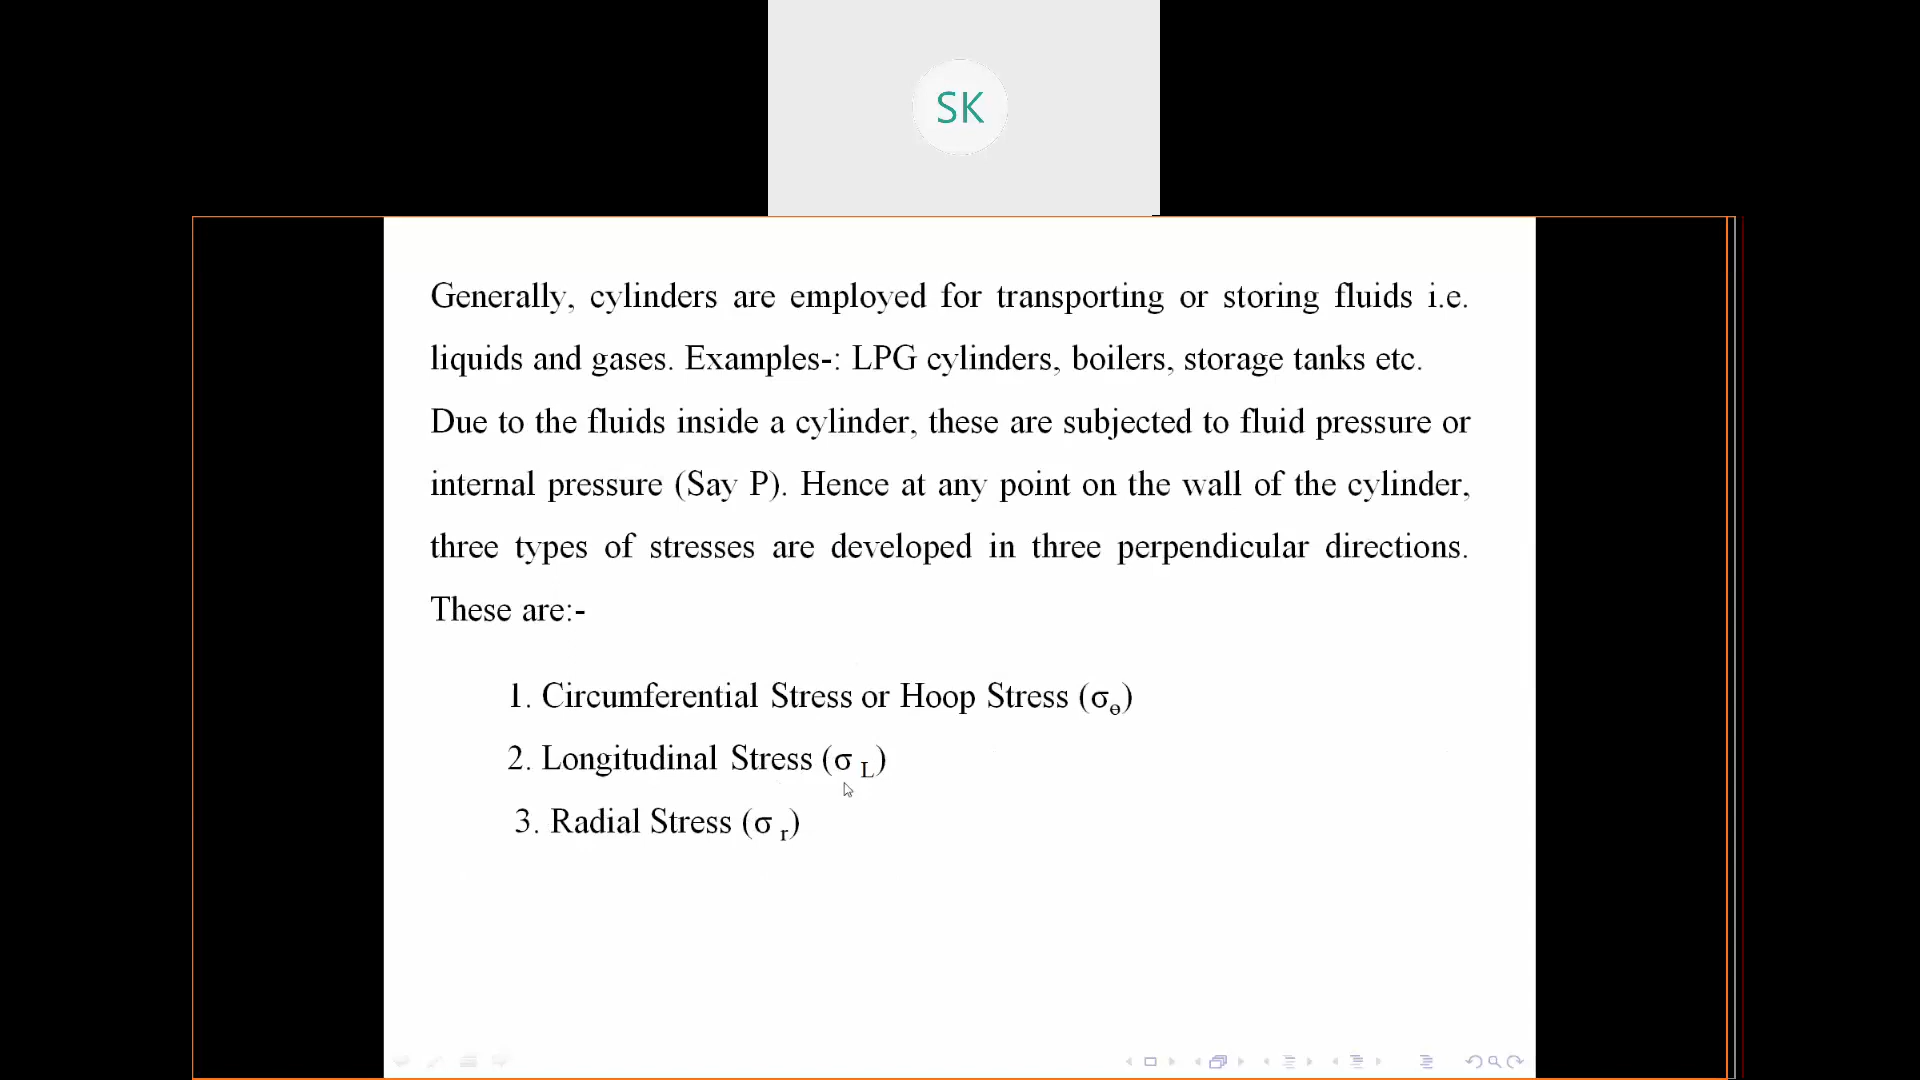 SK
Generally, cylinders are employed for transporting or storing fluids i.e.
liquids and gases. Examples-: LPG cylinders, boilers, storage tanks etc.
Due to the fluids inside a cylinder, these are subjected to fluid pressure or
internal pressure (Say P). Hence at any point on the wall of the cylinder,
three types of stresses are developed in three perpendicular directions.
These are:-
1. Circumferential Stress or Hoop Stress (σₑ)
2. Longitudinal Stress (σ L)
3. Radial Stress (σ r)